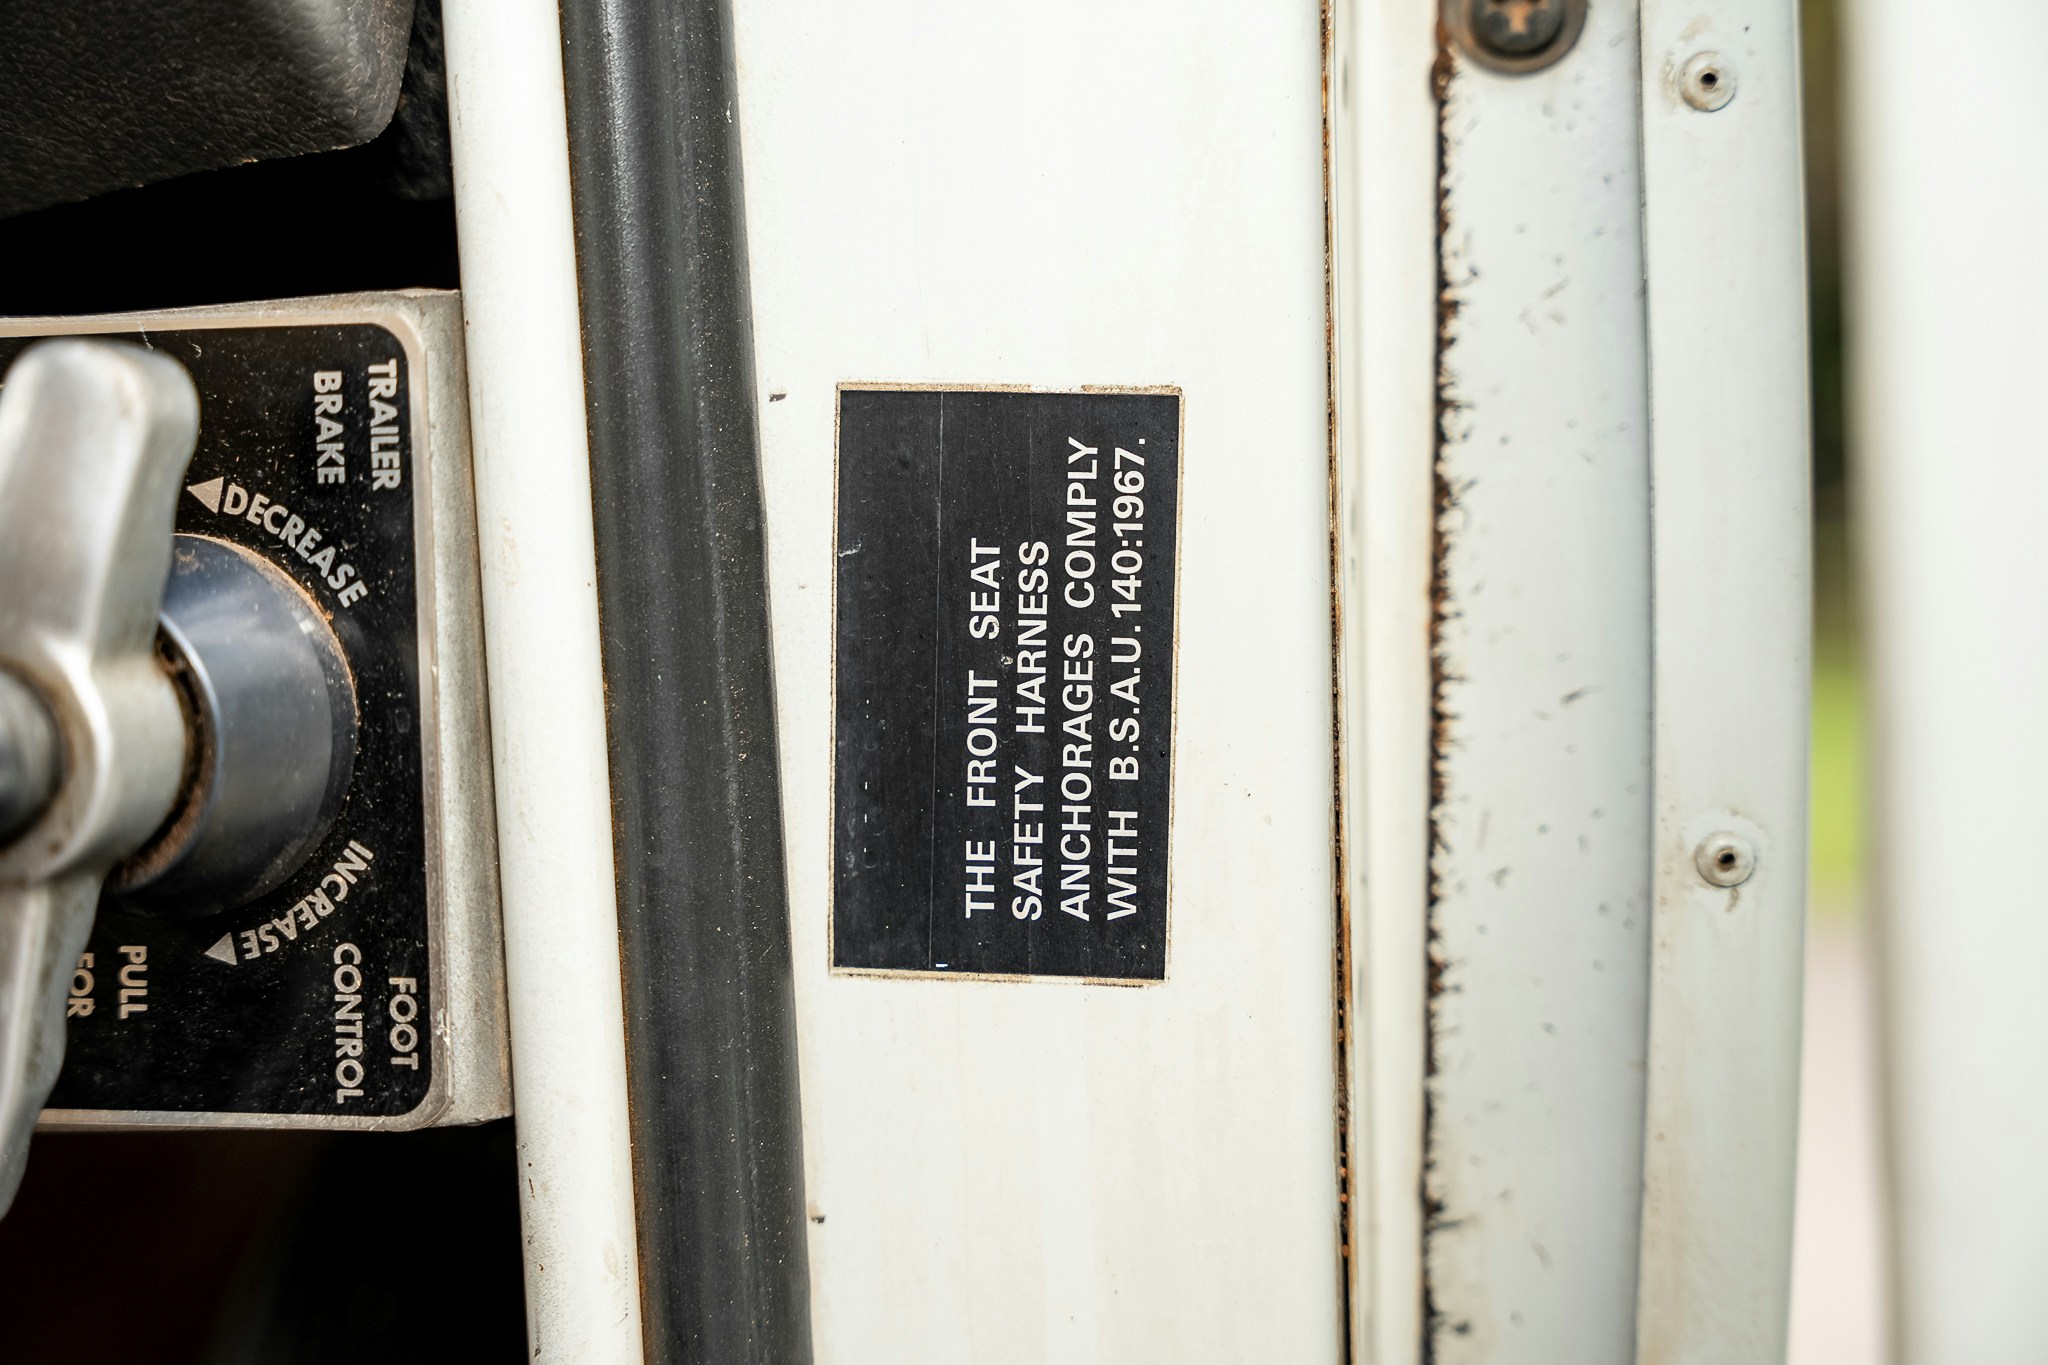 TRAILER
BRAKE
DECREASE
INCREASE
FOOT
CONTROL
PULL
FOR
THE FRONT SEAT
SAFETY HARNESS
ANCHORAGES COMPLY
WITH B.S.A.U.140:1967.